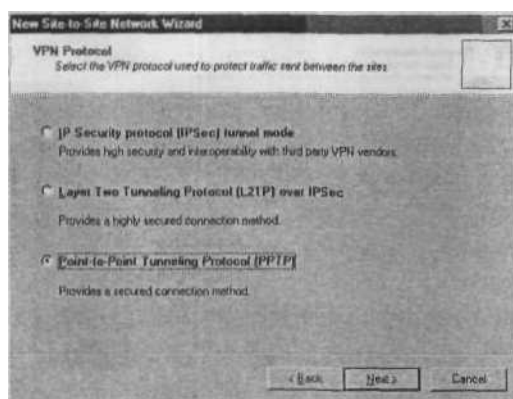 New Site-to-Site Network Wizard
VPN Protocol
Select the VPN protocol used to protect traffic sent between the sites.
IP Security protocol (IPSec) tunnel mode
Provides high security and interoperability with third party VPN vendors.
Layer Two Tunneling Protocol (L2TP) over IPSec
Provides a highly secured connection method.
Point-to-Point Tunneling Protocol (PPTP)
Provides a secured connection method.
< Back Next > Cancel